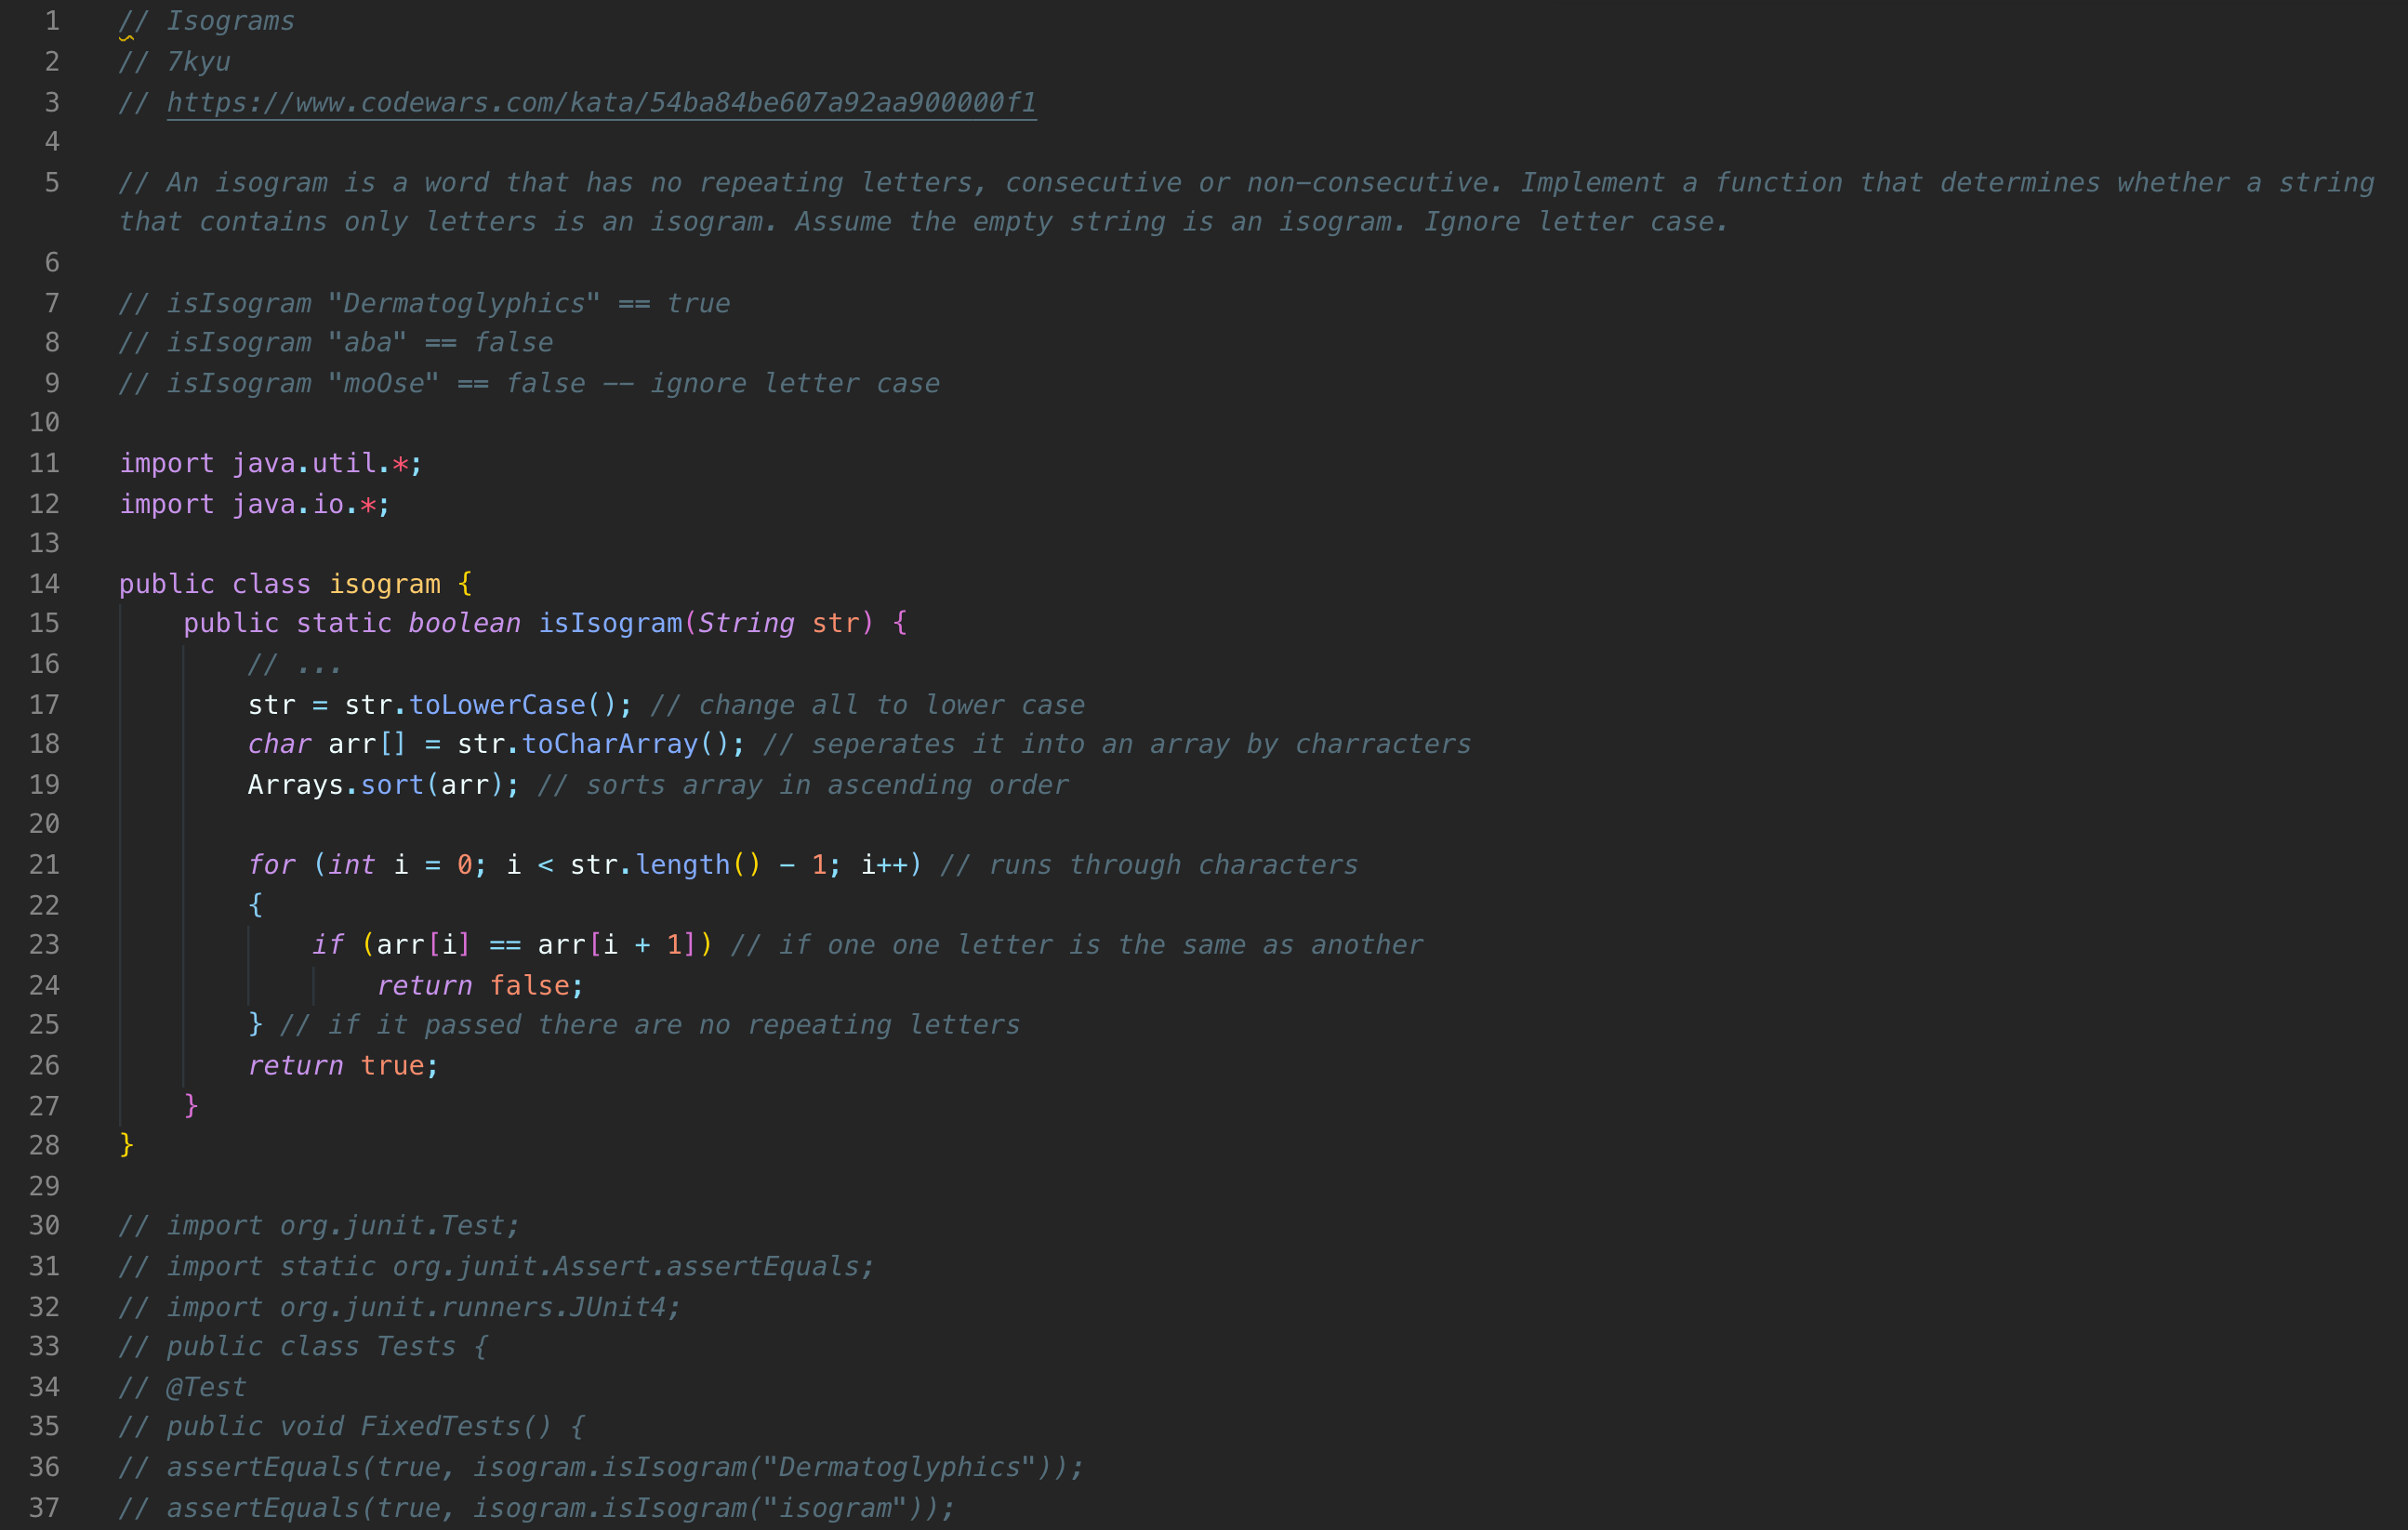 1 // Isograms
2 // 7kyu
3 // https://www.codewars.com/kata/54ba84be607a92aa900000f1
4
5 // An isogram is a word that has no repeating letters, consecutive or non-consecutive. Implement a function that determines whether a string
that contains only letters is an isogram. Assume the empty string is an isogram. Ignore letter case.
6
7 // isIsogram "Dermatoglyphics" == true
8 // isIsogram "aba" == false
9 // isIsogram "moOse" == false -- ignore letter case
10
11 import java.util.*;
12 import java.io.*;
13
14 public class isogram {
15     public static boolean isIsogram(String str) {
16         // ...
17         str = str.toLowerCase(); // change all to lower case
18         char arr[] = str.toCharArray(); // seperates it into an array by charracters
19         Arrays.sort(arr); // sorts array in ascending order
20
21         for (int i = 0; i < str.length() - 1; i++) // runs through characters
22         {
23             if (arr[i] == arr[i + 1]) // if one one letter is the same as another
24                 return false;
25         } // if it passed there are no repeating letters
26         return true;
27     }
28 }
29
30 // import org.junit.Test;
31 // import static org.junit.Assert.assertEquals;
32 // import org.junit.runners.JUnit4;
33 // public class Tests {
34 // @Test
35 // public void FixedTests() {
36 // assertEquals(true, isogram.isIsogram("Dermatoglyphics"));
37 // assertEquals(true, isogram.isIsogram("isogram"));